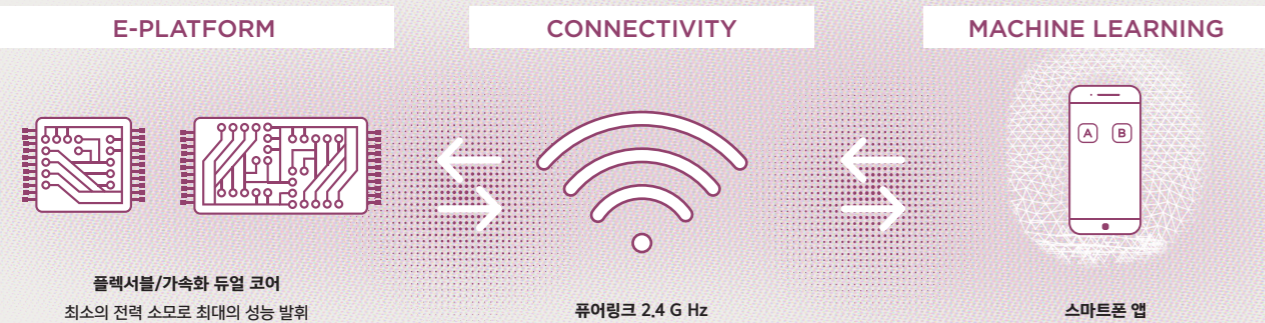 E-PLATFORM
CONNECTIVITY
MACHINE LEARNING
A B
플렉서블/가속화 듀얼 코어
최소의 전력 소모로 최대의 성능 발휘
퓨어링크 2.4 G Hz
스마트폰 앱